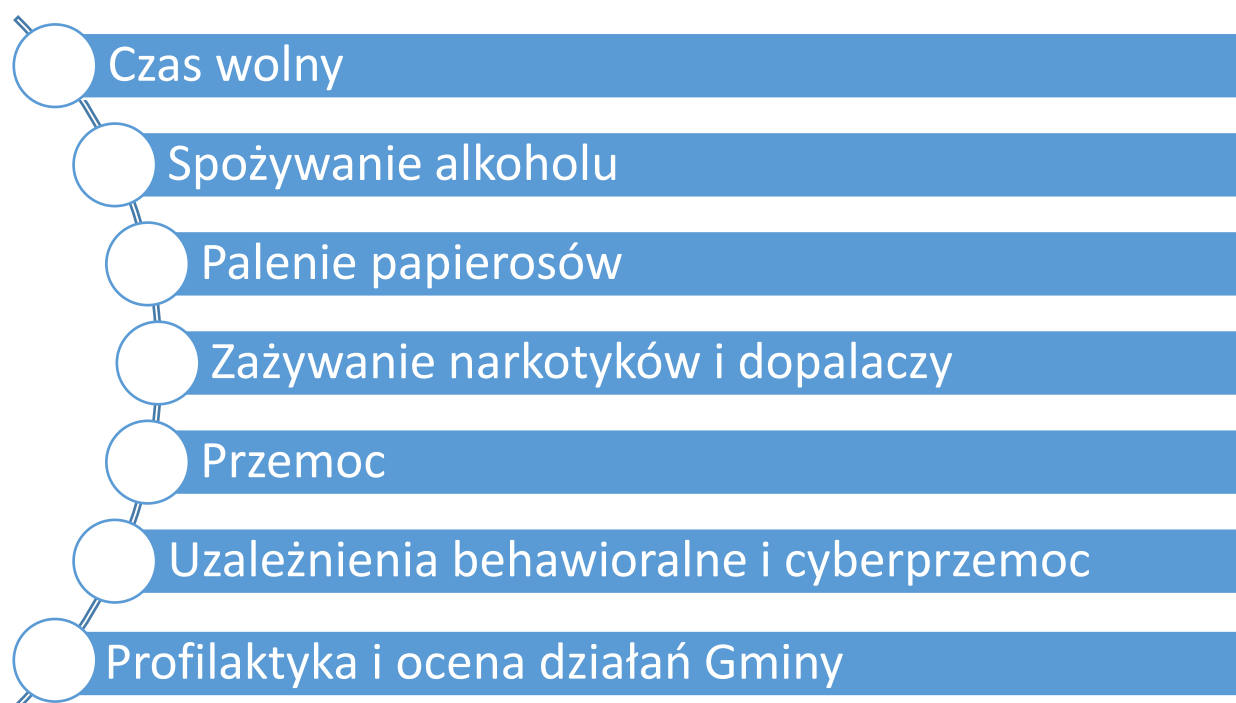 Czas wolny
Spożywanie alkoholu
Palenie papierosów
Zażywanie narkotyków i dopalaczy
Przemoc
Uzależnienia behawioralne i cyberprzemoc
Profilaktyka i ocena działań Gminy